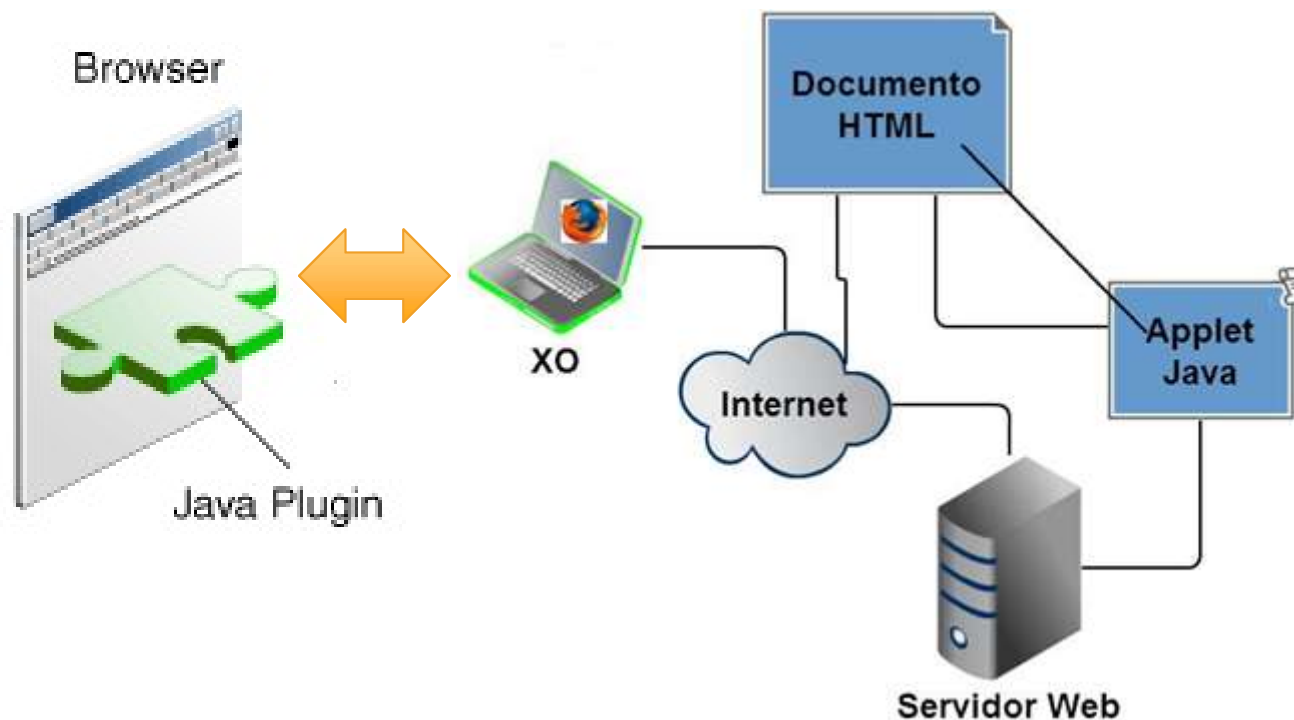 Browser
Java Plugin
XO
Internet
Documento
HTML
Applet
Java
Servidor Web